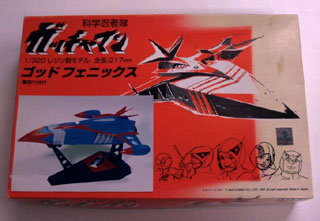 科学忍者隊
ガッチャマン
1/320 レジン製モデル 全長:217mm
ゴッド フェニックス